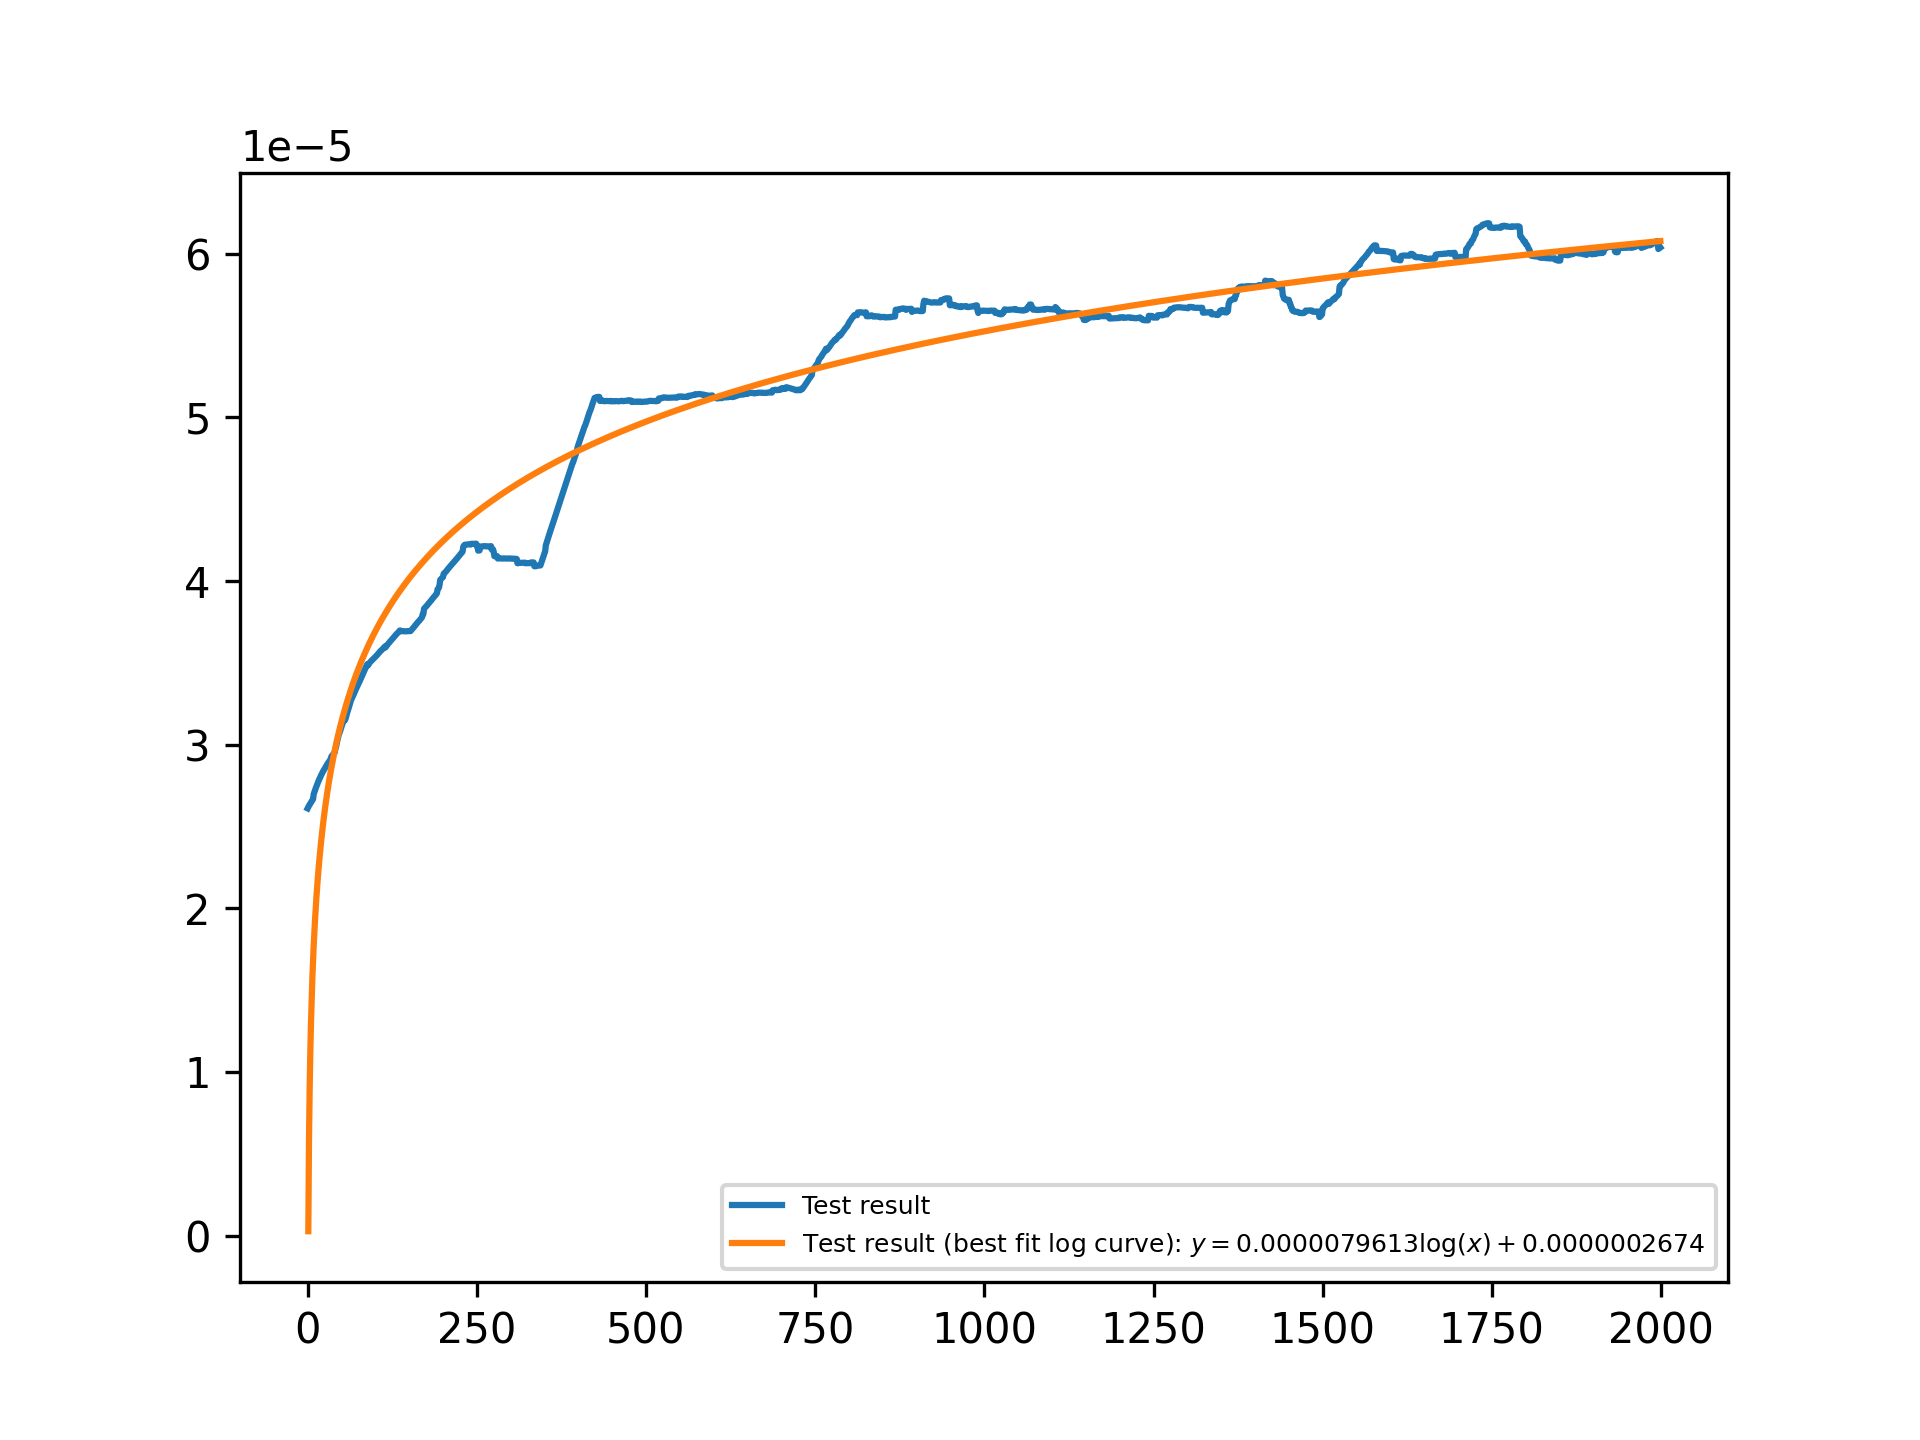 1e−5
6
5
4
3
2
1
0
0 250 500 750 1000 1250 1500 1750 2000
Test result
Test result (best fit log curve): y = 0.0000079613log(x) + 0.0000002674